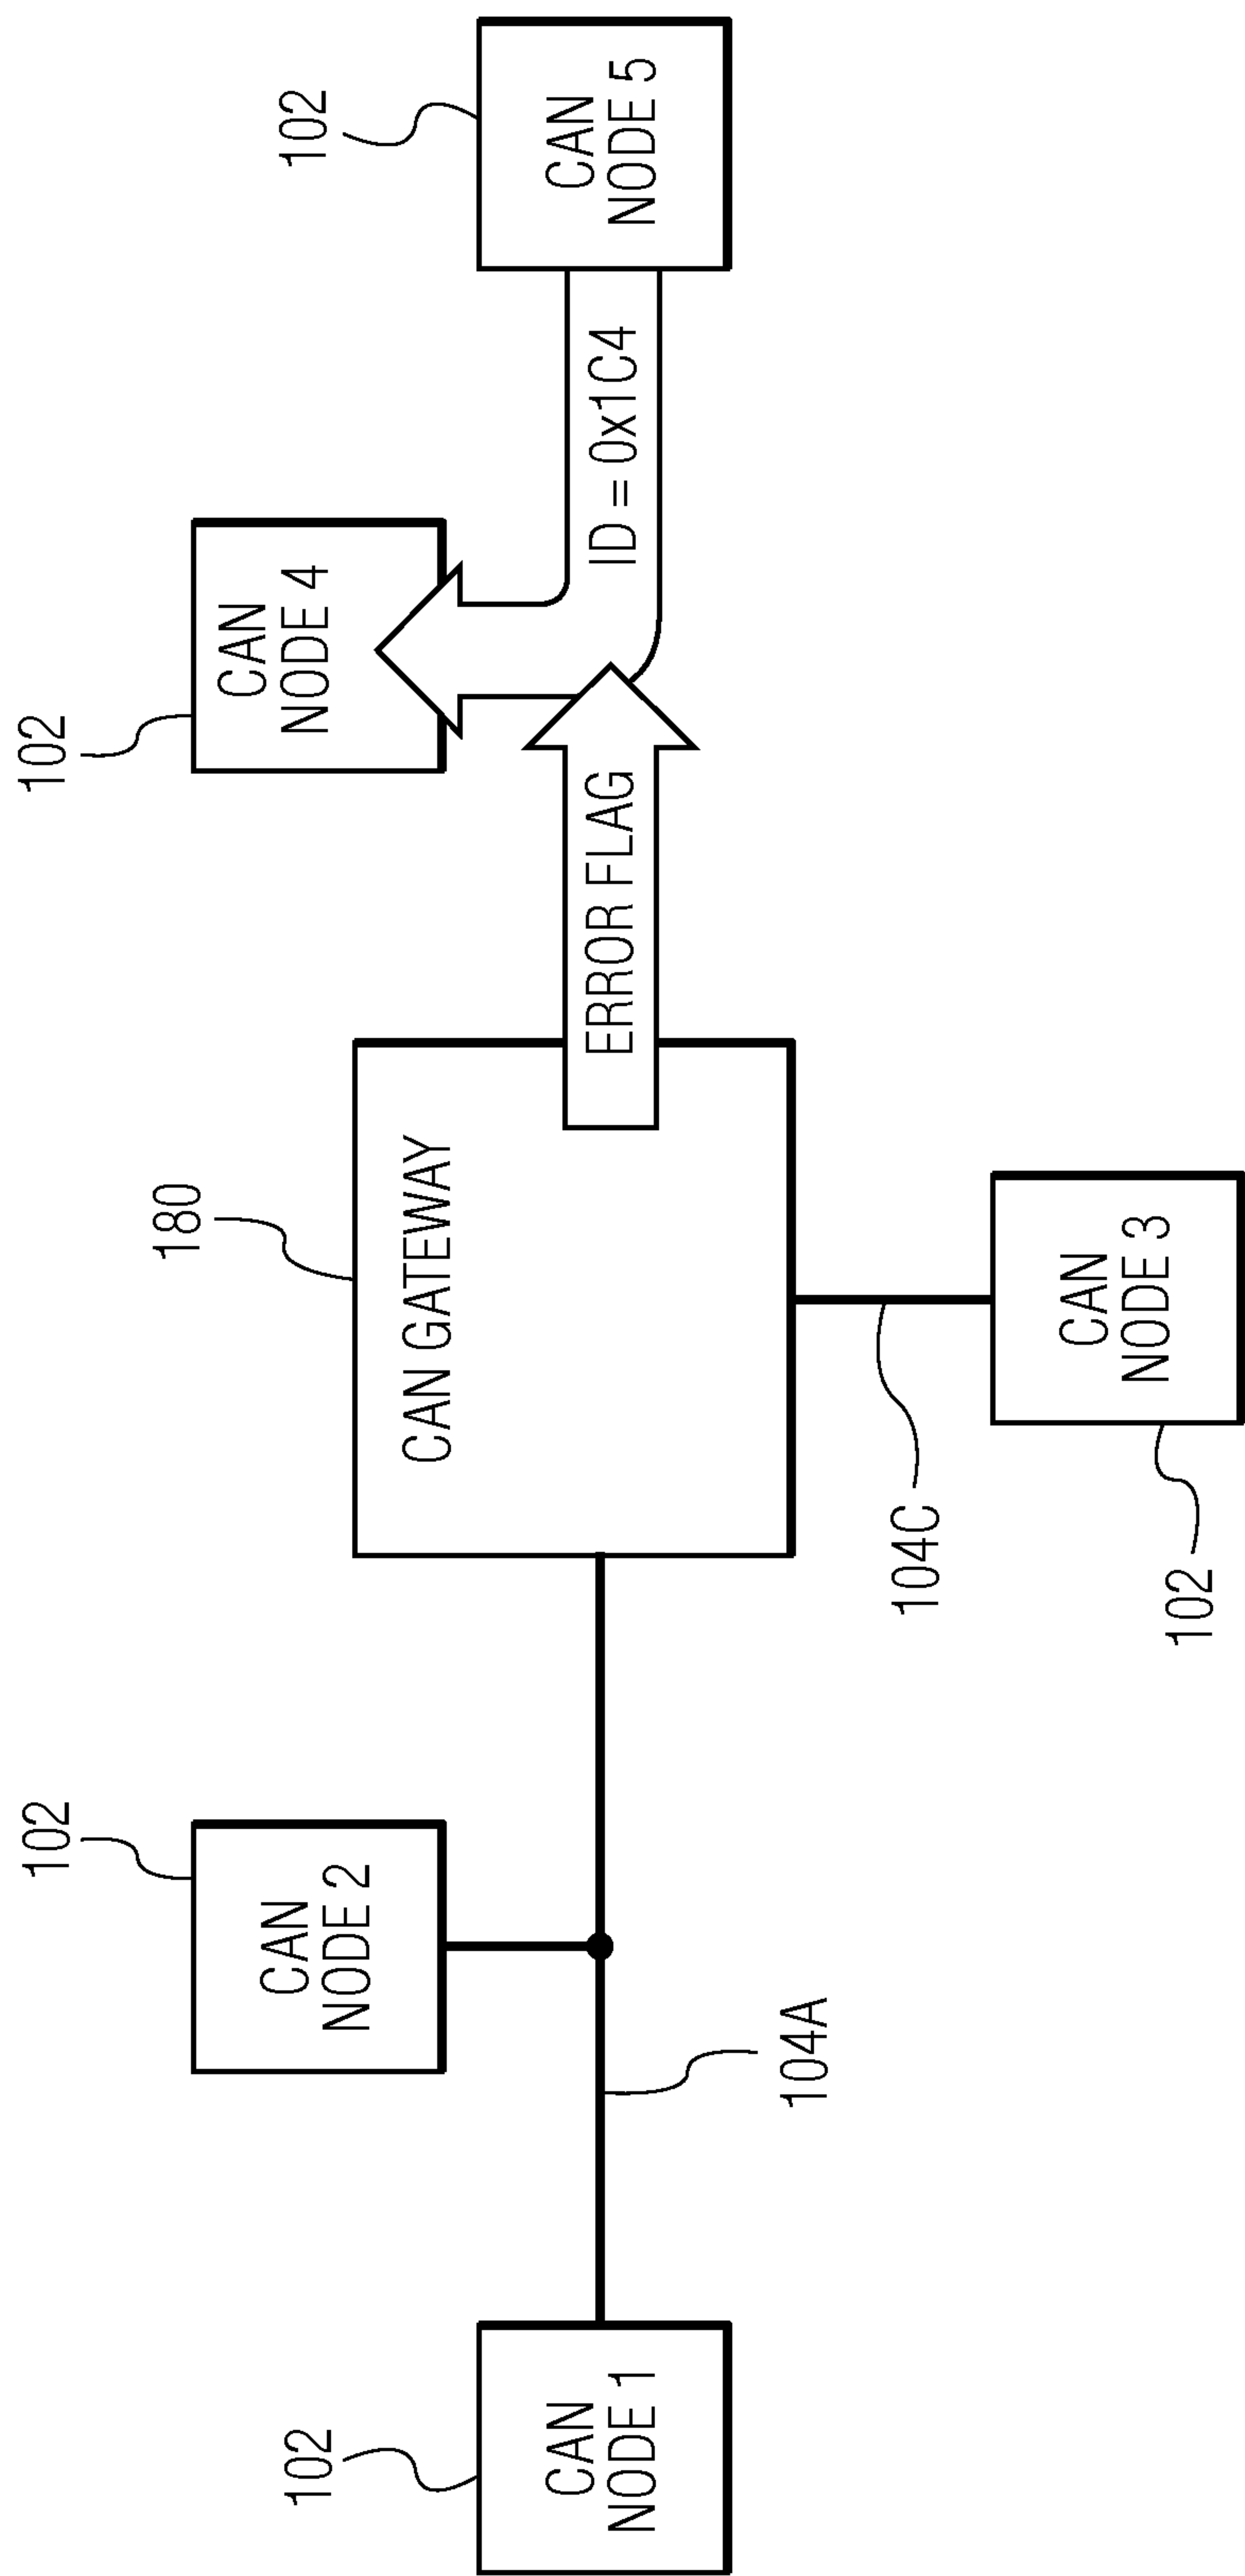 102
CAN
NODE 1
102
CAN
NODE 2
104A
180
CAN GATEWAY
104C
CAN
NODE 3
102
ERROR FLAG
102
CAN
NODE 4
ID = 0x1C4
102
CAN
NODE 5